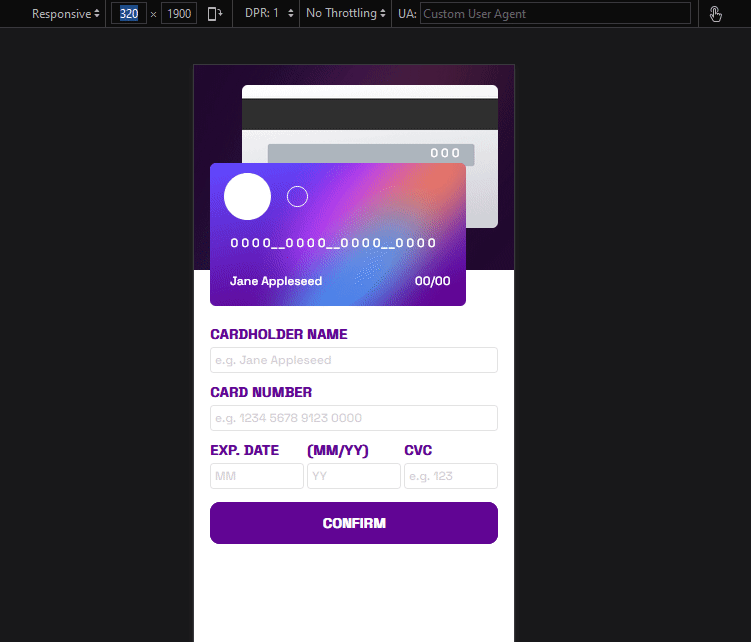 Responsive 320 × 1900 DPR: 1 No Throttling UA: Custom User Agent
000
0000__0000__0000__0000
Jane Appleseed 00/00
CARDHOLDER NAME
e.g. Jane Appleseed
CARD NUMBER
e.g. 1234 5678 9123 0000
EXP. DATE (MM/YY) CVC
MM YY e.g. 123
CONFIRM